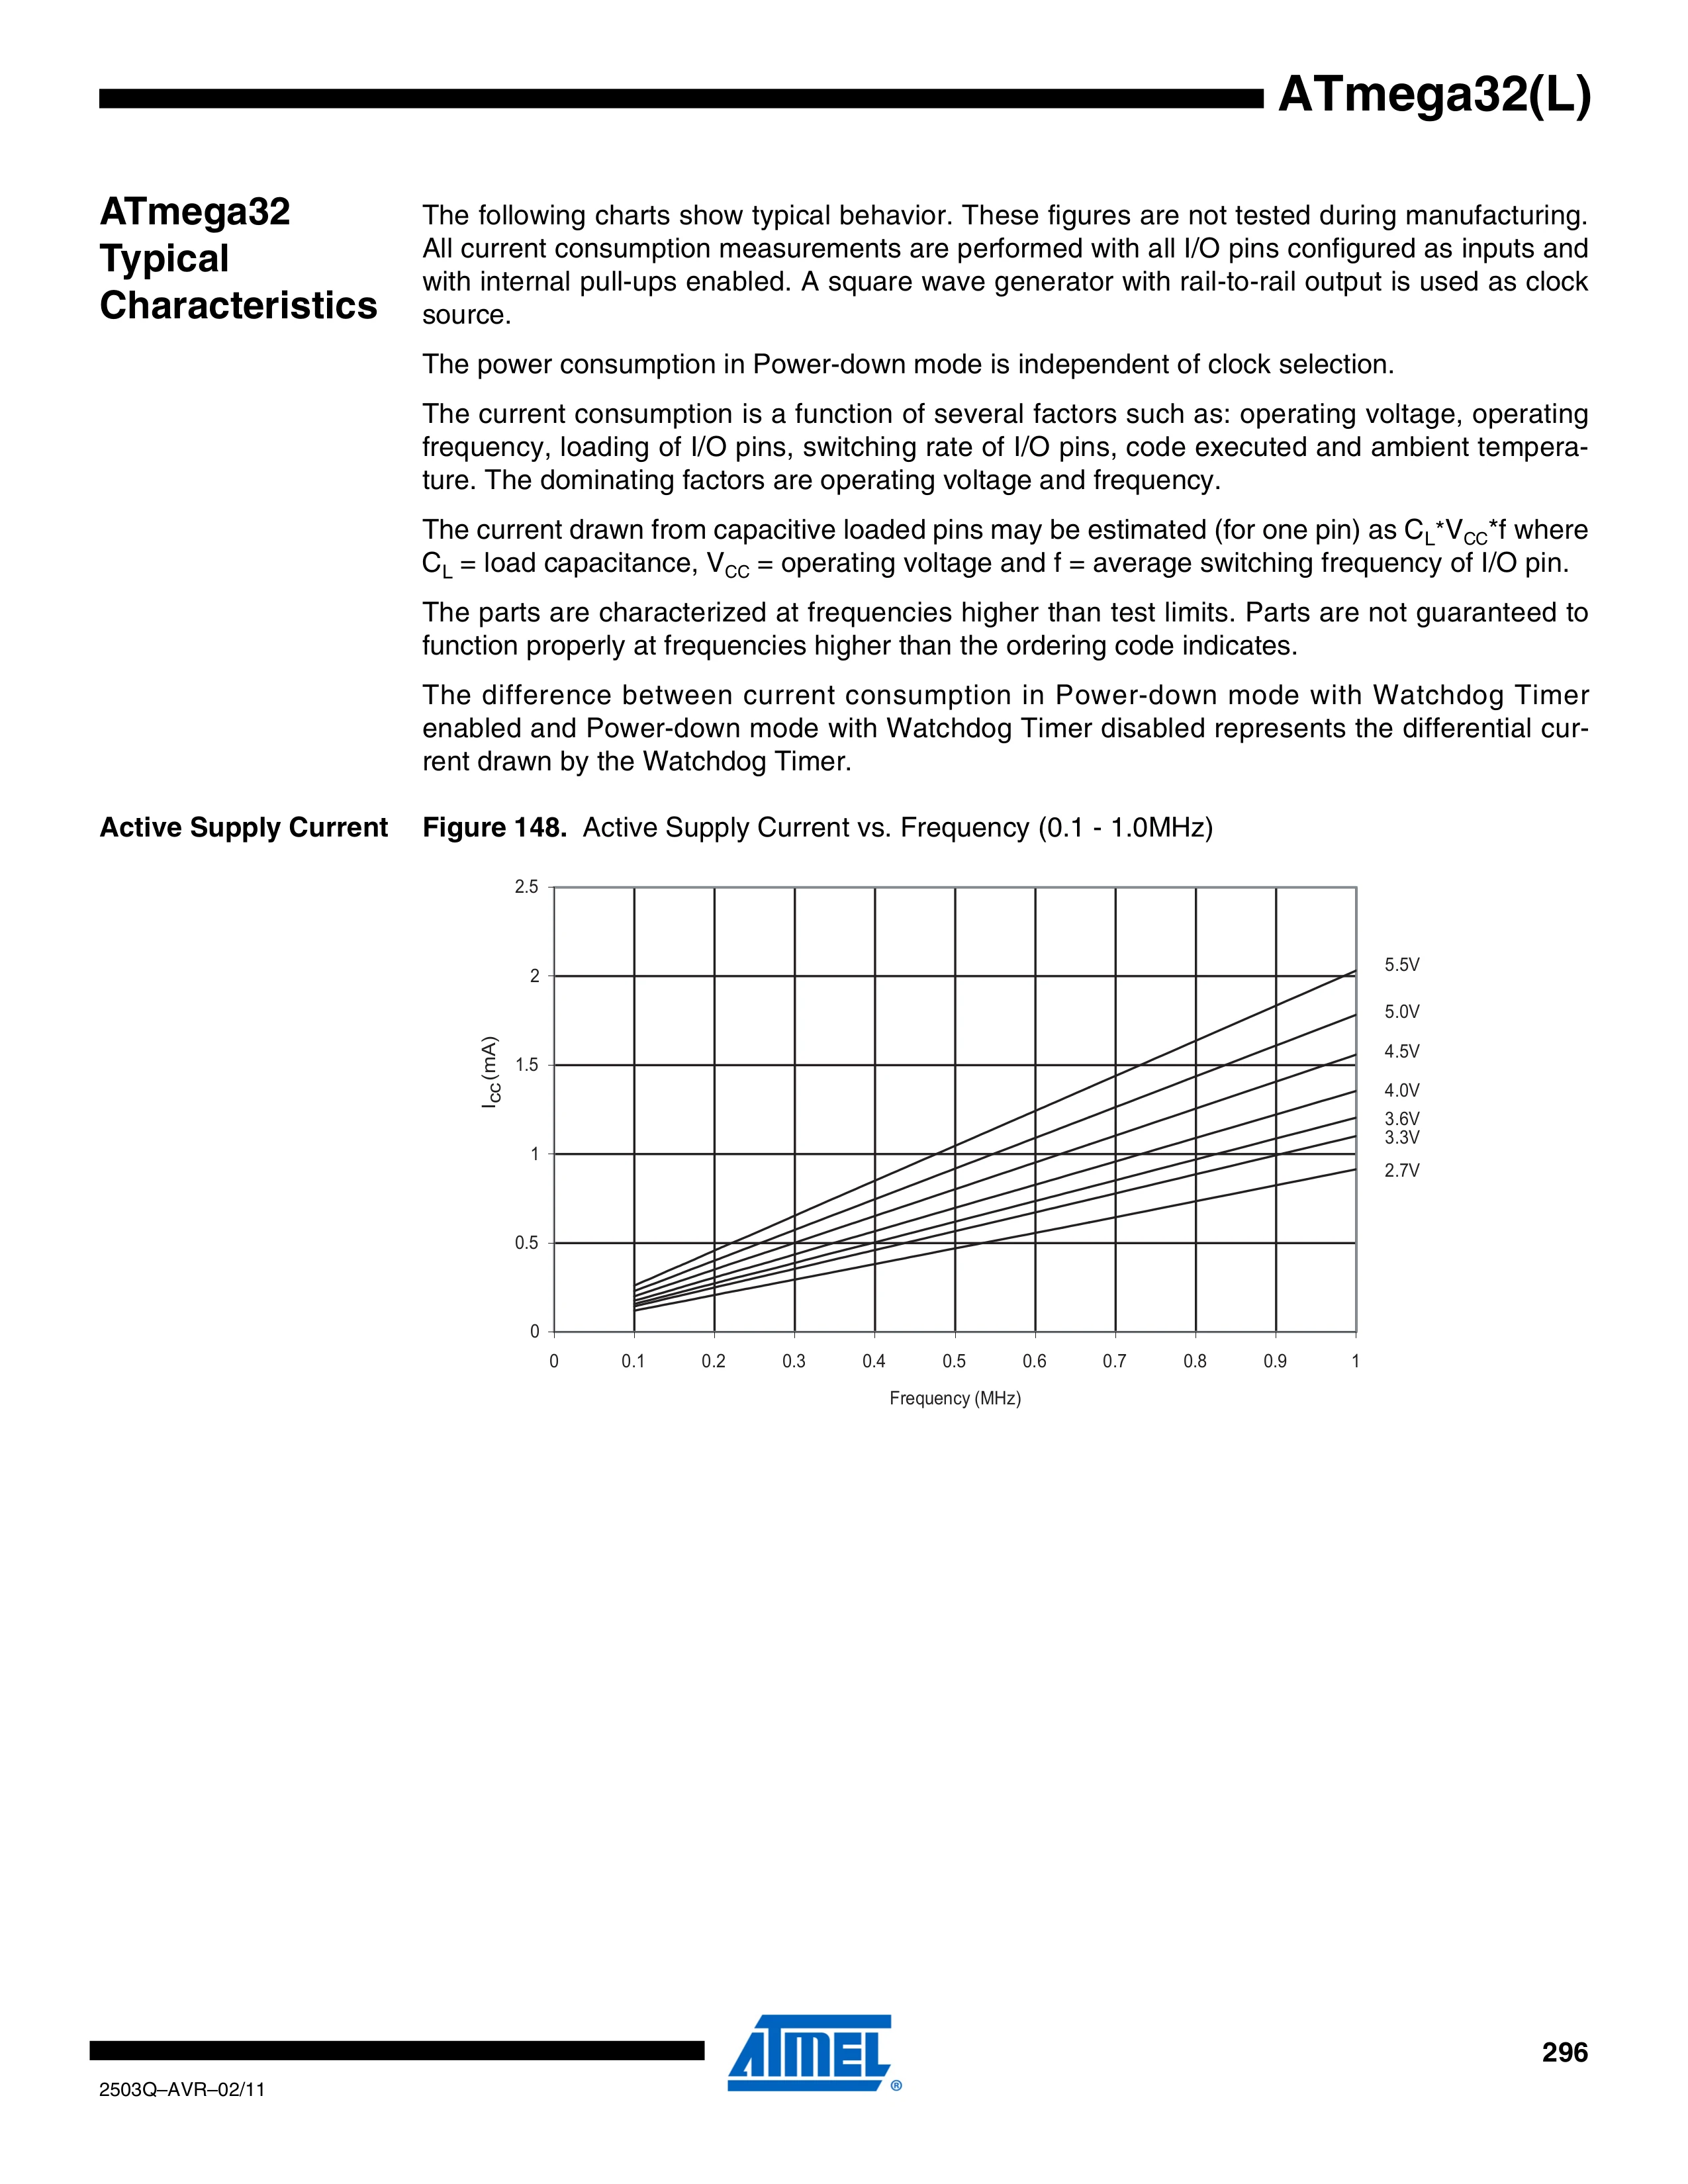 ATmega32(L)
ATmega32
Typical
Characteristics
The following charts show typical behavior. These figures are not tested during manufacturing.
All current consumption measurements are performed with all I/O pins configured as inputs and
with internal pull-ups enabled. A square wave generator with rail-to-rail output is used as clock
source.
The power consumption in Power-down mode is independent of clock selection.
The current consumption is a function of several factors such as: operating voltage, operating
frequency, loading of I/O pins, switching rate of I/O pins, code executed and ambient tempera-
ture. The dominating factors are operating voltage and frequency.
The current drawn from capacitive loaded pins may be estimated (for one pin) as CL*VCC*f where
CL = load capacitance, VCC = operating voltage and f = average switching frequency of I/O pin.
The parts are characterized at frequencies higher than test limits. Parts are not guaranteed to
function properly at frequencies higher than the ordering code indicates.
The difference between current consumption in Power-down mode with Watchdog Timer
enabled and Power-down mode with Watchdog Timer disabled represents the differential cur-
rent drawn by the Watchdog Timer.
Active Supply Current
Figure 148. Active Supply Current vs. Frequency (0.1 - 1.0MHz)
2.5
2
1.5
1
0.5
0
ICC (mA)
5.5V
5.0V
4.5V
4.0V
3.6V
3.3V
2.7V
0 0.1 0.2 0.3 0.4 0.5 0.6 0.7 0.8 0.9 1
Frequency (MHz)
ATMEL ®
296
2503Q–AVR–02/11